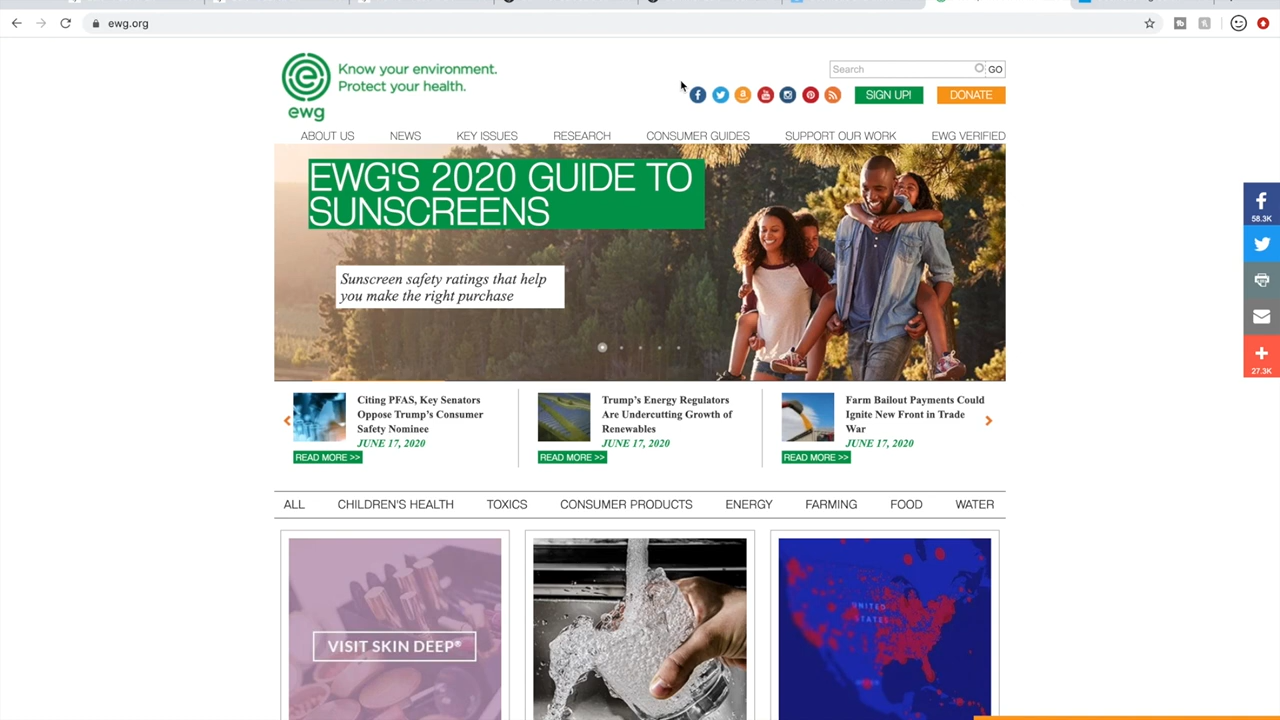 ewg.org
Know your environment.
Protect your health.
ewg
Search
GO
SIGN UP!
DONATE
ABOUT US
NEWS
KEY ISSUES
RESEARCH
CONSUMER GUIDES
SUPPORT OUR WORK
EWG VERIFIED
EWG'S 2020 GUIDE TO
SUNSCREENS
Sunscreen safety ratings that help
you make the right purchase
58.3K
27.3K
Citing PFAS, Key Senators
Oppose Trump's Consumer
Safety Nominee
JUNE 17, 2020
READ MORE >>
Trump's Energy Regulators
Are Undercutting Growth of
Renewables
JUNE 17, 2020
READ MORE >>
Farm Bailout Payments Could
Ignite New Front in Trade
War
JUNE 17, 2020
READ MORE >>
ALL
CHILDREN'S HEALTH
TOXICS
CONSUMER PRODUCTS
ENERGY
FARMING
FOOD
WATER
VISIT SKIN DEEP®
UNITED
STATES